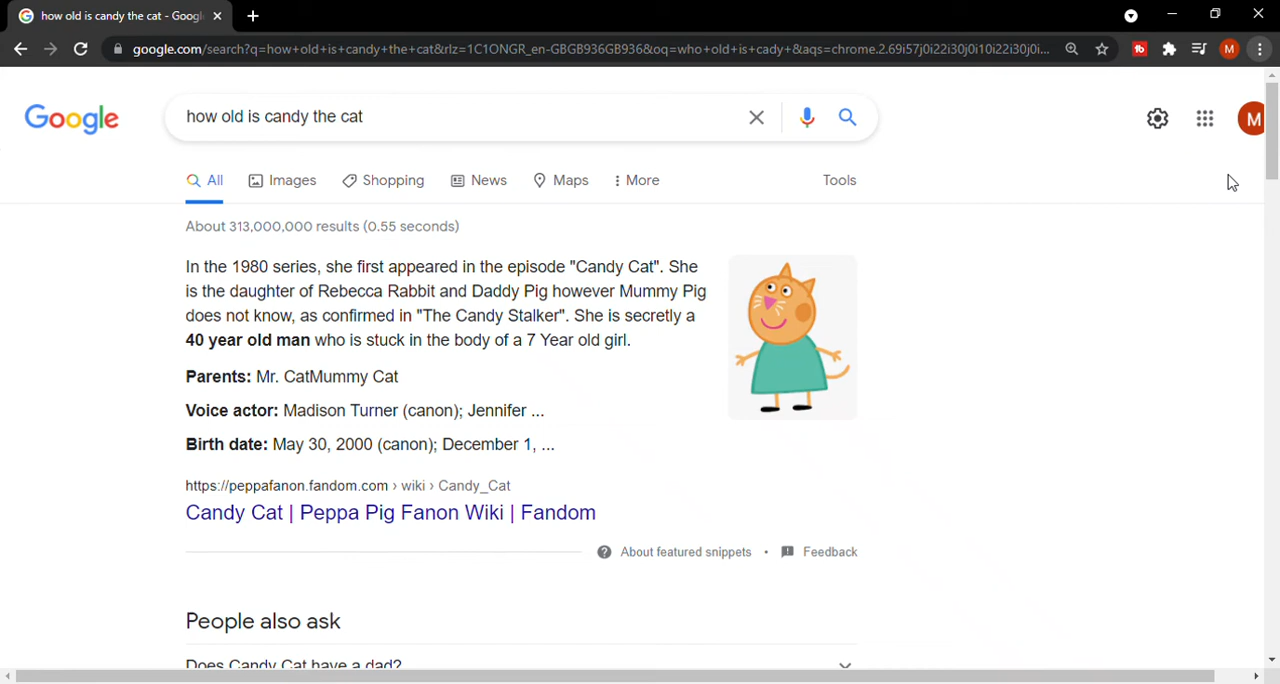 how old is candy the cat - Googl
google.com/search?q=how+old+is+candy+the+cat&rlz=1C1ONGR_en-GBGB936GB936&oq=who+old+is+cady+&aqs=chrome.2.69i57j0i22i30j0i10i22i30j0i...
M
Google
how old is candy the cat
M
All
Images
Shopping
News
Maps
More
Tools
About 313,000,000 results (0.55 seconds)
In the 1980 series, she first appeared in the episode "Candy Cat". She
is the daughter of Rebecca Rabbit and Daddy Pig however Mummy Pig
does not know, as confirmed in "The Candy Stalker". She is secretly a
40 year old man who is stuck in the body of a 7 Year old girl.
Parents: Mr. CatMummy Cat
Voice actor: Madison Turner (canon); Jennifer ...
Birth date: May 30, 2000 (canon); December 1, ...
https://peppafanon.fandom.com › wiki › Candy_Cat
Candy Cat | Peppa Pig Fanon Wiki | Fandom
About featured snippets • Feedback
People also ask
Does Candy Cat have a dad?